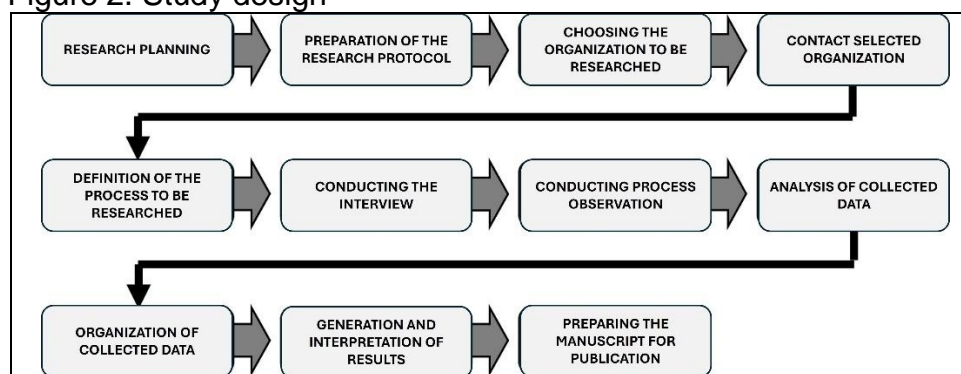 Figure 2. Study design
RESEARCH PLANNING
PREPARATION OF THE
RESEARCH PROTOCOL
CHOOSING THE
ORGANIZATION TO BE
RESEARCHED
CONTACT SELECTED
ORGANIZATION
DEFINITION OF THE
PROCESS TO BE
RESEARCHED
CONDUCTING THE
INTERVIEW
CONDUCTING PROCESS
OBSERVATION
ANALYSIS OF COLLECTED
DATA
ORGANIZATION OF
COLLECTED DATA
GENERATION AND
INTERPRETATION OF
RESULTS
PREPARING THE
MANUSCRIPT FOR
PUBLICATION